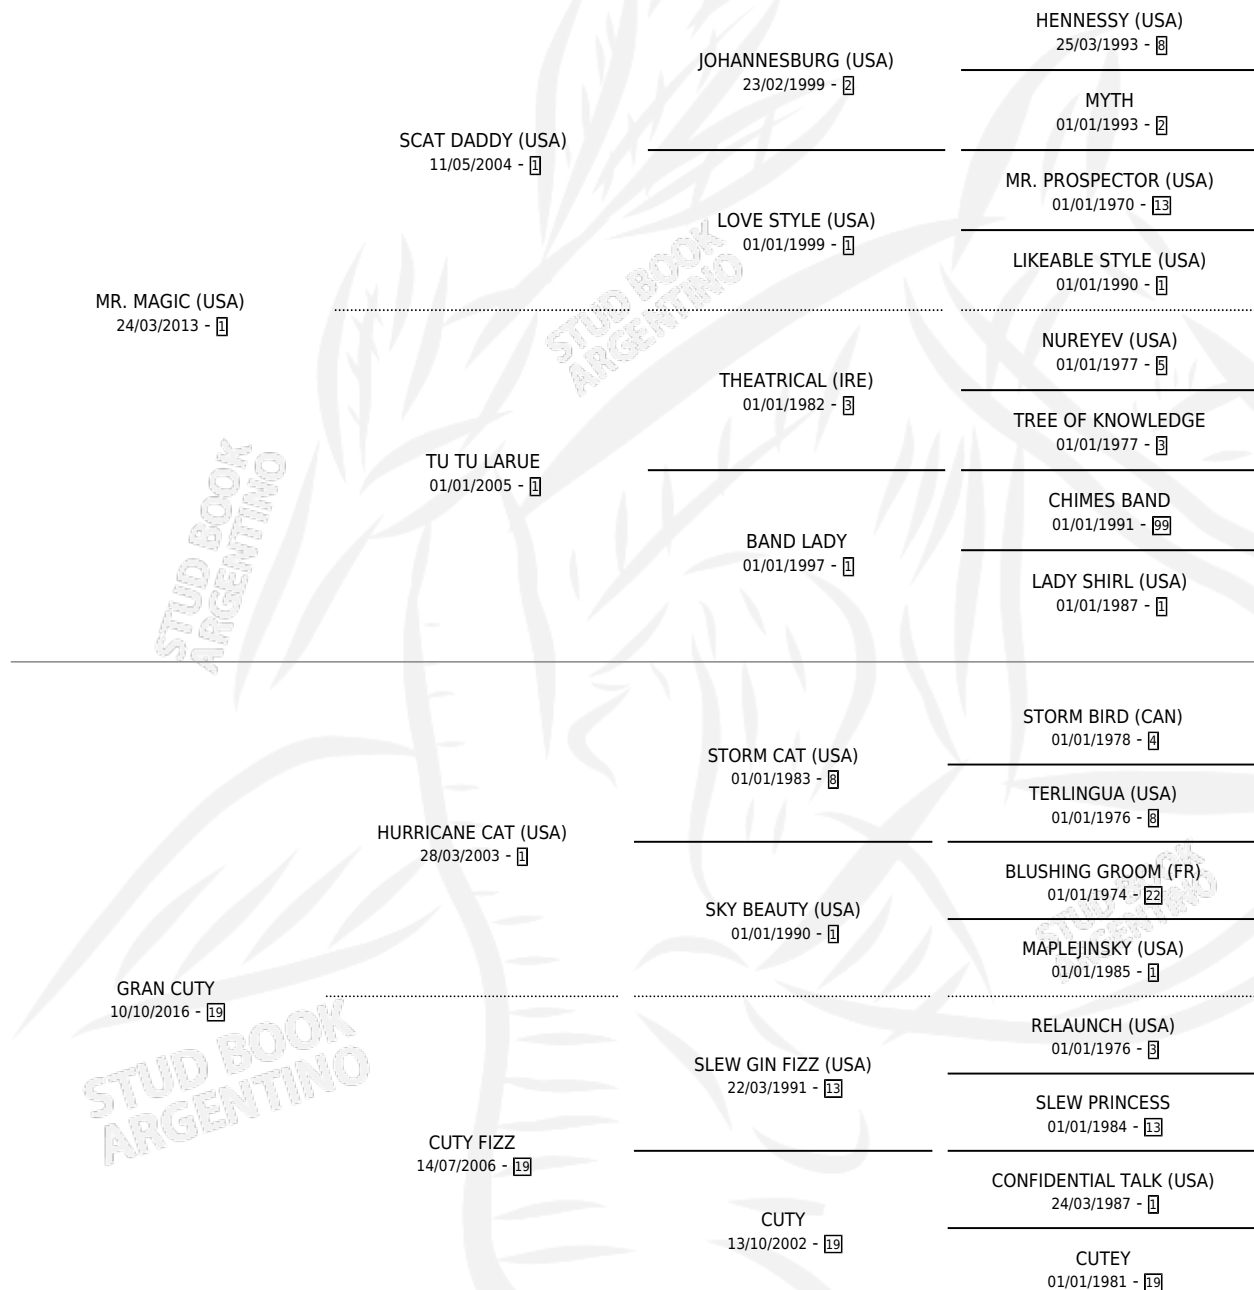 HENNESSY (USA)
25/03/1993 - 8
JOHANNESBURG (USA)
23/02/1999 - 2
MYTH
01/01/1993 - 2
SCAT DADDY (USA)
11/05/2004 - 1
MR. PROSPECTOR (USA)
01/01/1970 - 13
LOVE STYLE (USA)
01/01/1999 - 1
LIKEABLE STYLE (USA)
01/01/1990 - 1
MR. MAGIC (USA)
24/03/2013 - 1
NUREYEV (USA)
01/01/1977 - 5
THEATRICAL (IRE)
01/01/1982 - 3
TREE OF KNOWLEDGE
01/01/1977 - 3
TU TU LARUE
01/01/2005 - 1
CHIMES BAND
01/01/1991 - 99
BAND LADY
01/01/1997 - 1
LADY SHIRL (USA)
01/01/1987 - 1
STORM BIRD (CAN)
01/01/1978 - 4
STORM CAT (USA)
01/01/1983 - 8
TERLINGUA (USA)
01/01/1976 - 8
HURRICANE CAT (USA)
28/03/2003 - 1
BLUSHING GROOM (FR)
01/01/1974 - 22
SKY BEAUTY (USA)
01/01/1990 - 1
MAPLEJINSKY (USA)
01/01/1985 - 1
GRAN CUTY
10/10/2016 - 19
RELAUNCH (USA)
01/01/1976 - 3
SLEW GIN FIZZ (USA)
22/03/1991 - 13
SLEW PRINCESS
01/01/1984 - 13
CUTY FIZZ
14/07/2006 - 19
CONFIDENTIAL TALK (USA)
24/03/1987 - 1
CUTY
13/10/2002 - 19
CUTEY
01/01/1981 - 19
STUD BOOK
ARGENTINO
STUD BOOK
ARGENTINO
STUD BOOK
ARGENTINO
STUD BOOK
ARGENTINO